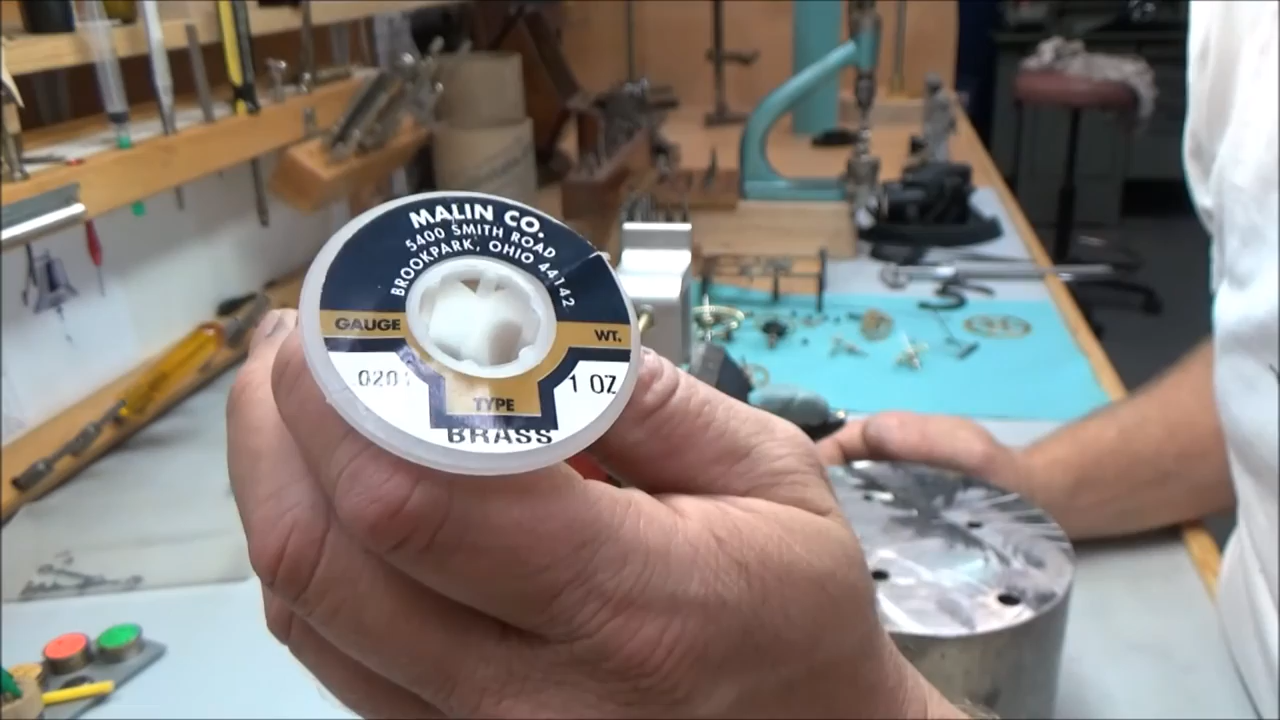 MALIN CO.
5400 SMITH ROAD
BROOKPARK, OHIO 44142
GAUGE
WT.
1 OZ
TYPE
BRASS